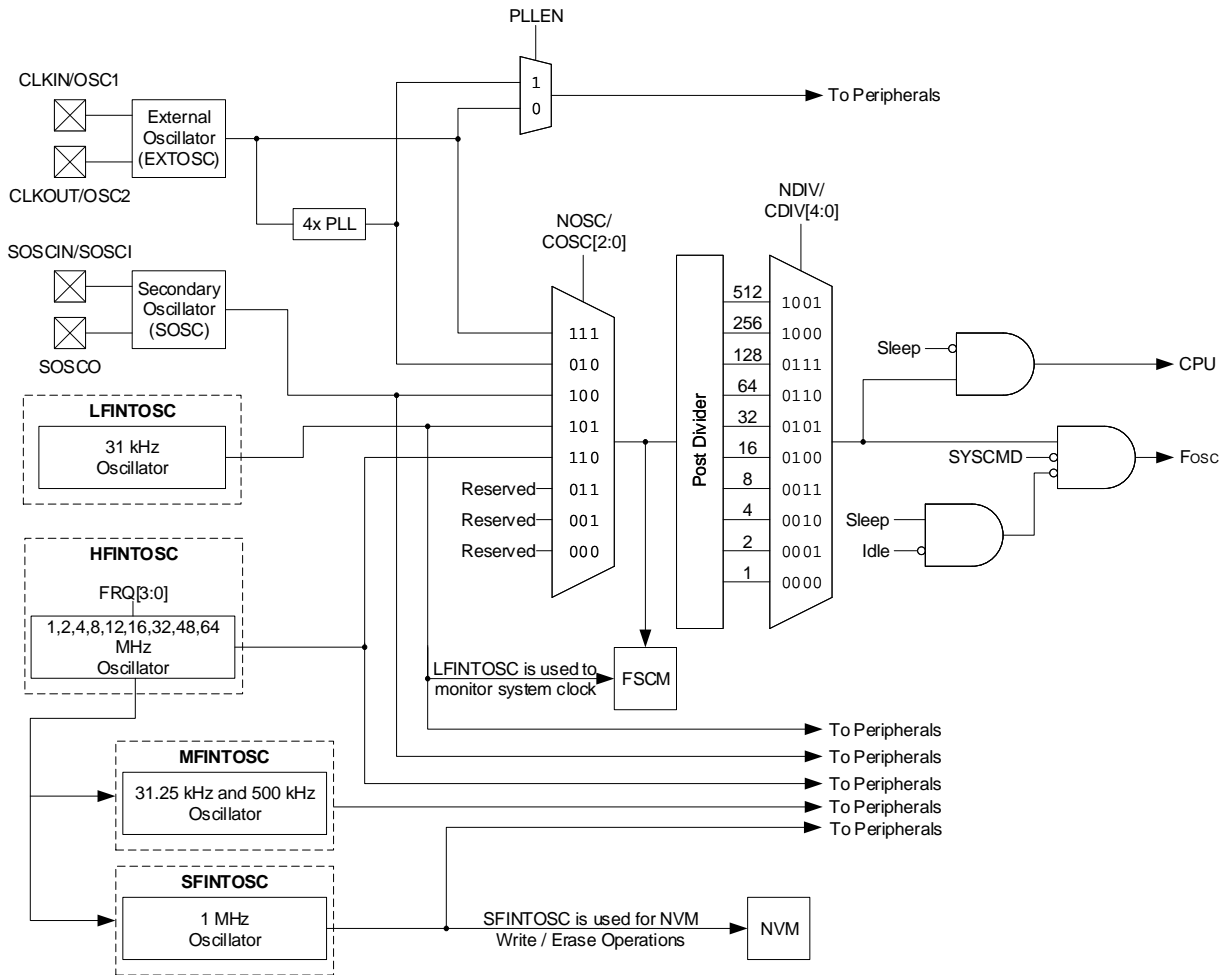 PLLEN
CLKIN/OSC1
External
Oscillator
(EXTOSC)
CLKOUT/OSC2
1
0
To Peripherals
4x PLL
SOSCIN/SOSCI
Secondary
Oscillator
(SOSC)
SOSCO
NOSC/
COSC[2:0]
111
010
100
101
110
011
001
000
Reserved
Reserved
Reserved
NDIV/
CDIV[4:0]
Post Divider
512
256
128
64
32
16
8
4
2
1
1001
1000
0111
0110
0101
0100
0011
0010
0001
0000
Sleep
CPU
SYSCMD
Fosc
Sleep
Idle
LFINTOSC
31 kHz
Oscillator
HFINTOSC
FRQ[3:0]
1,2,4,8,12,16,32,48,64
MHz
Oscillator
LFINTOSC is used to
monitor system clock
FSCM
To Peripherals
To Peripherals
To Peripherals
To Peripherals
To Peripherals
MFINTOSC
31.25 kHz and 500 kHz
Oscillator
SFINTOSC
1 MHz
Oscillator
SFINTOSC is used for NVM
Write / Erase Operations
NVM